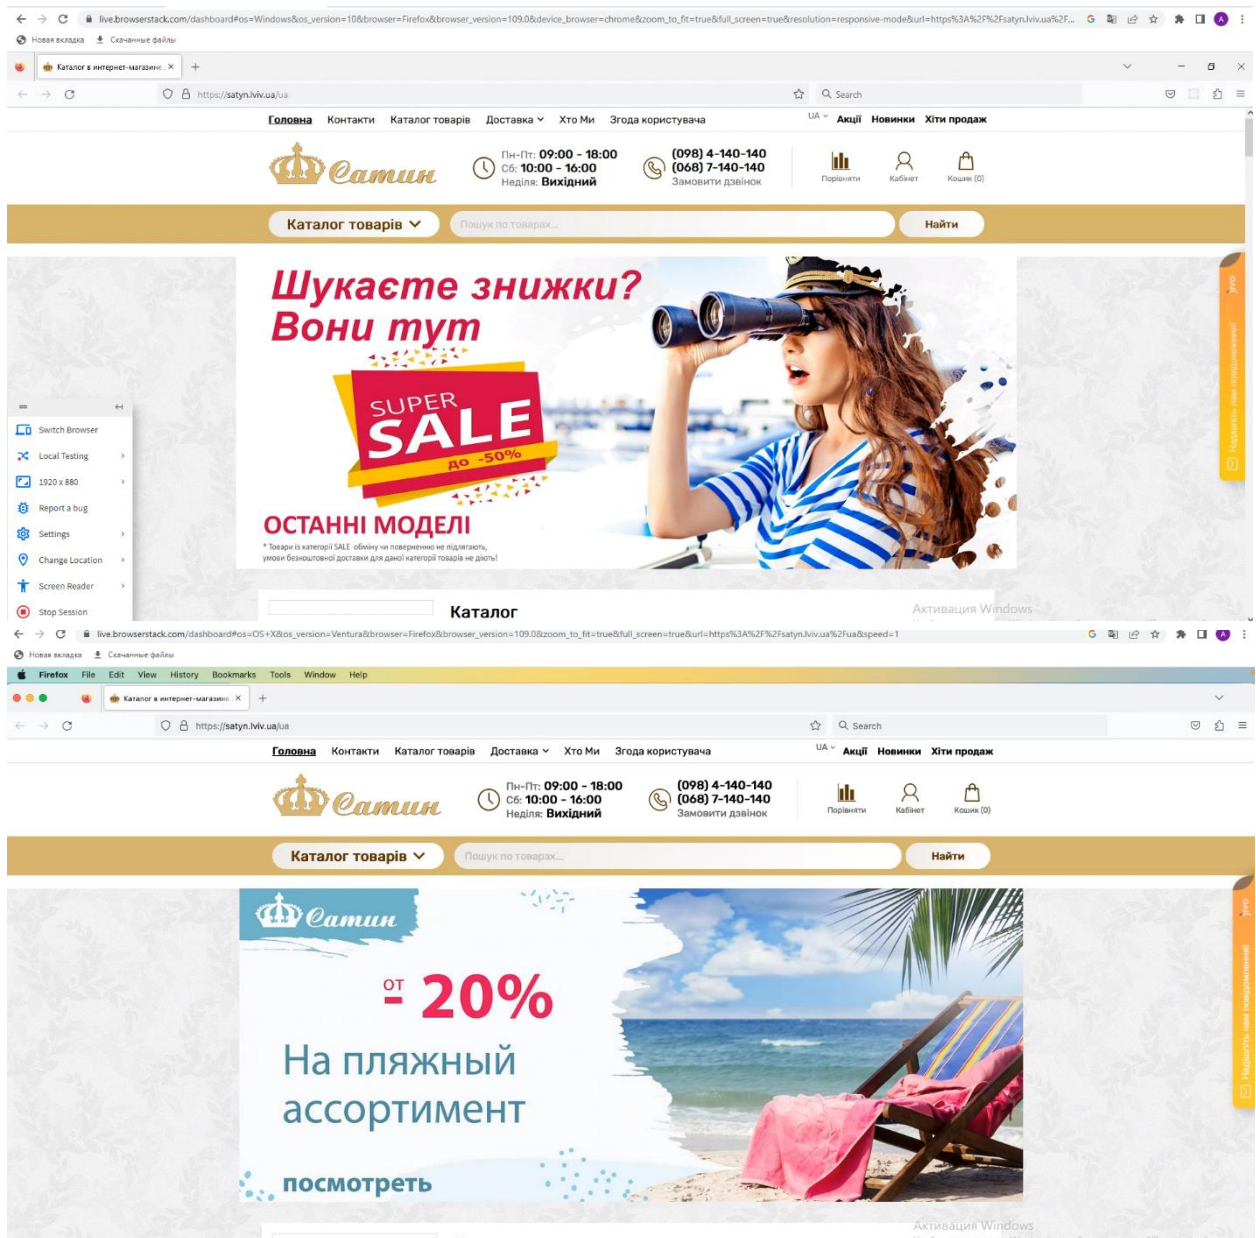 live.browserstack.com/dashboard#os=Windows&os_version=10&browser=Firefox&browser_version=109.0&device_browser=chrome&zoom_to_fit=true&full_screen=true&resolution=responsive-mode&url=https%3A%2F%2Fsatyn.lviv.ua%2F...
Новая вкладка Скачанные файлы
Каталог в интернет-магазине
https://satyn.lviv.ua/ua Search
Головна Контакти Каталог товарів Доставка Хто Ми Згода користувача UA Акції Новинки Хіти продаж
Сатин
Пн-Пт: 09:00 - 18:00
Сб: 10:00 - 16:00
Неділя: Вихідний
(098) 4-140-140
(068) 7-140-140
Замовити дзвінок
Порівняти Кабінет Кошик (0)
Каталог товарів Пошук по товарах... Найти
Шукаєте знижки?
Вони тут
SUPER
SALE
до -50%
ОСТАННІ МОДЕЛІ
* Товари із категорії SALE обміну чи поверненню не підлягають,
умови безкоштовної доставки для даної категорії товарів не діють!
jivo
Надішліть нам повідомлення!
Switch Browser
Local Testing
1920 x 880
Report a bug
Settings
Change Location
Screen Reader
Stop Session
Каталог
Активация Windows
live.browserstack.com/dashboard#os=OS+X&os_version=Ventura&browser=Firefox&browser_version=109.0&zoom_to_fit=true&full_screen=true&url=https%3A%2F%2Fsatyn.lviv.ua%2Fua&speed=1
Новая вкладка Скачанные файлы
Firefox File Edit View History Bookmarks Tools Window Help
Каталог в интернет-магазине
https://satyn.lviv.ua/ua Search
Головна Контакти Каталог товарів Доставка Хто Ми Згода користувача UA Акції Новинки Хіти продаж
Сатин
Пн-Пт: 09:00 - 18:00
Сб: 10:00 - 16:00
Неділя: Вихідний
(098) 4-140-140
(068) 7-140-140
Замовити дзвінок
Порівняти Кабінет Кошик (0)
Каталог товарів Пошук по товарах... Найти
Сатин
от
- 20%
На пляжный
ассортимент
посмотреть
jivo
Надішліть нам повідомлення!
Активация Windows